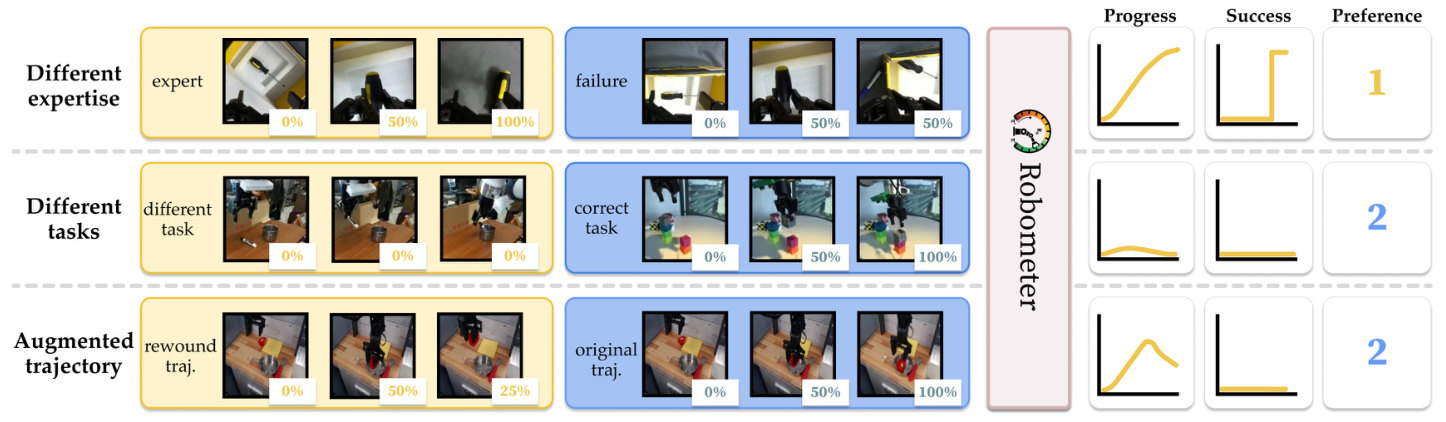 Progress Success Preference
Different
expertise
expert
0%
50%
100%
failure
0%
50%
50%
1
Different
tasks
different
task
0%
0%
0%
correct
task
0%
50%
100%
2
Augmented
trajectory
rewound
traj.
0%
50%
25%
original
traj.
0%
50%
100%
2
Robometer